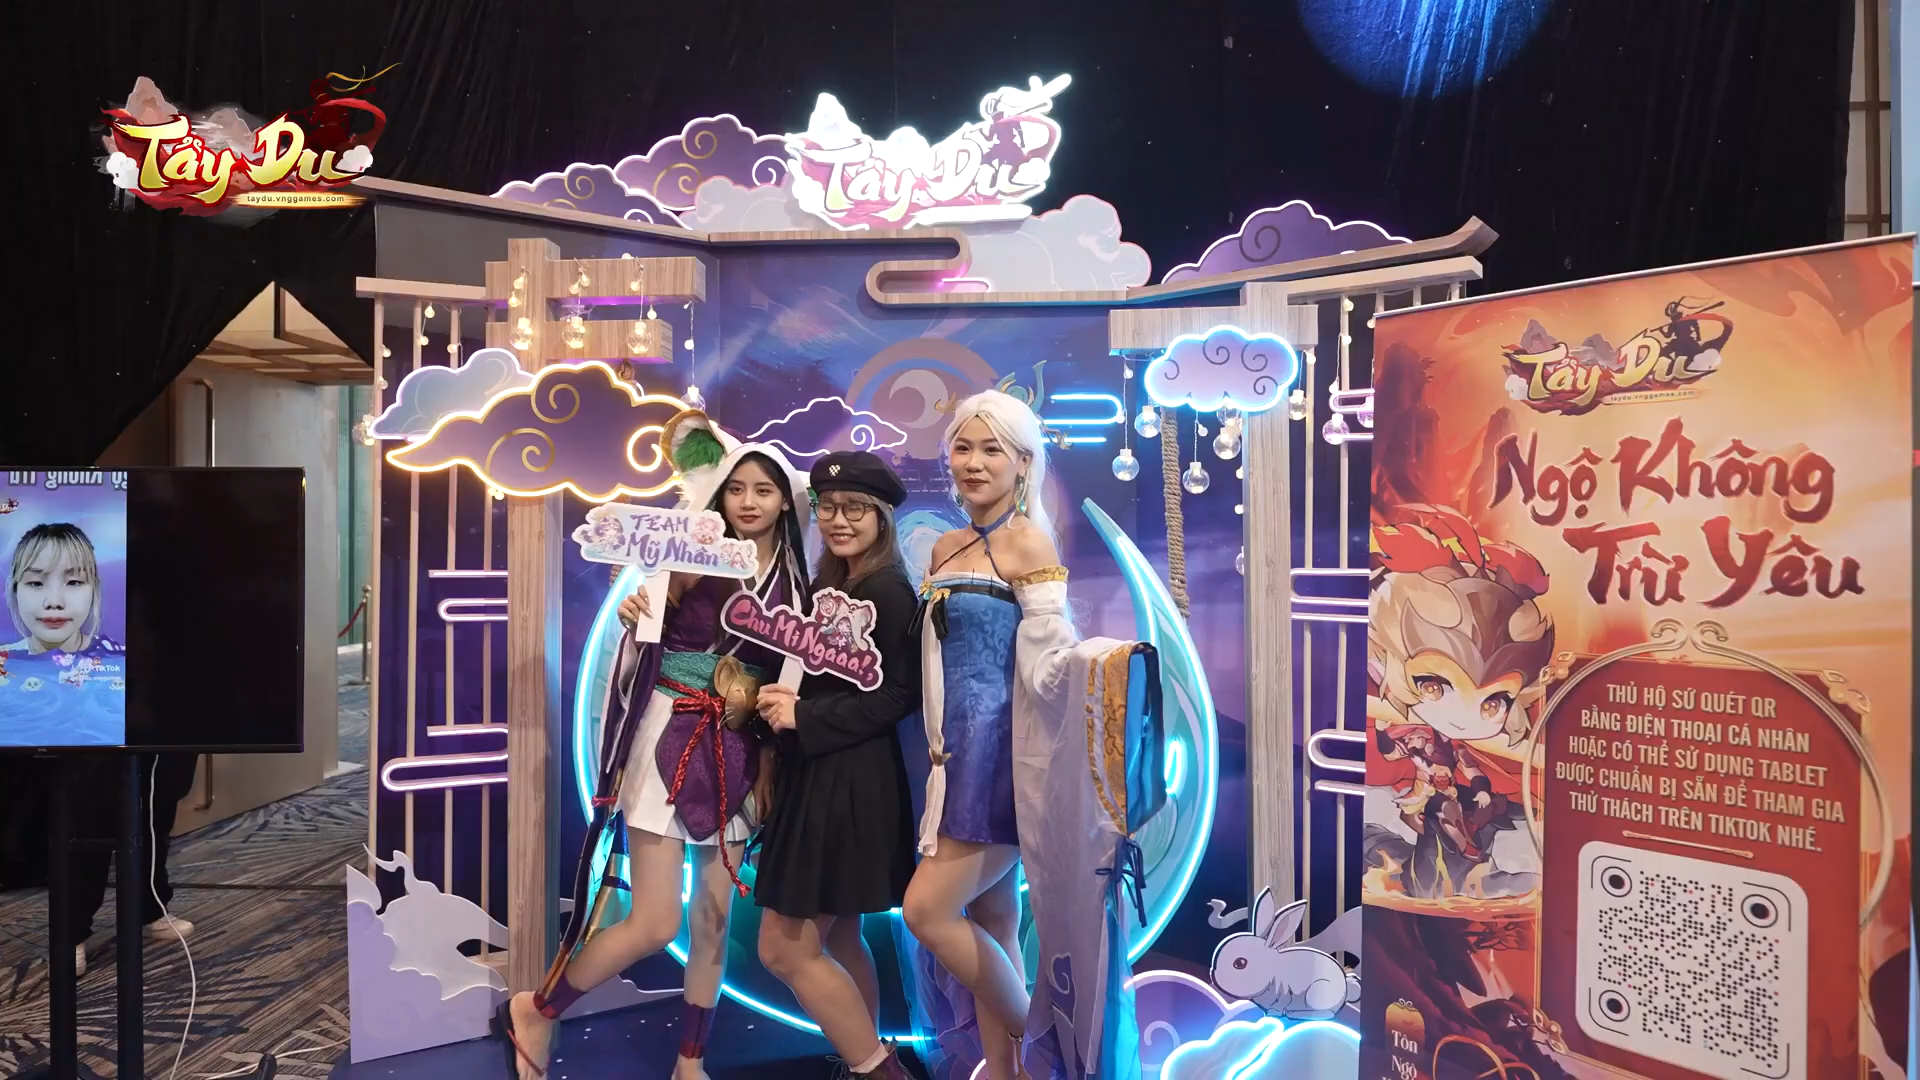 Tây Du
taydu.vnggames.com
Tây Du
TEAM
Mỹ Nhân
Chu Mi Ngaaa!
TikTok
Tây Du
taydu.vnggames.com
Ngộ Không
Trừ Yêu
THỦ HỘ SỨ QUÉT QR
BẰNG ĐIỆN THOẠI CÁ NHÂN
HOẶC CÓ THỂ SỬ DỤNG TABLET
ĐƯỢC CHUẨN BỊ SẴN ĐỂ THAM GIA
THỬ THÁCH TRÊN TIKTOK NHÉ.
Tôn
Ngộ